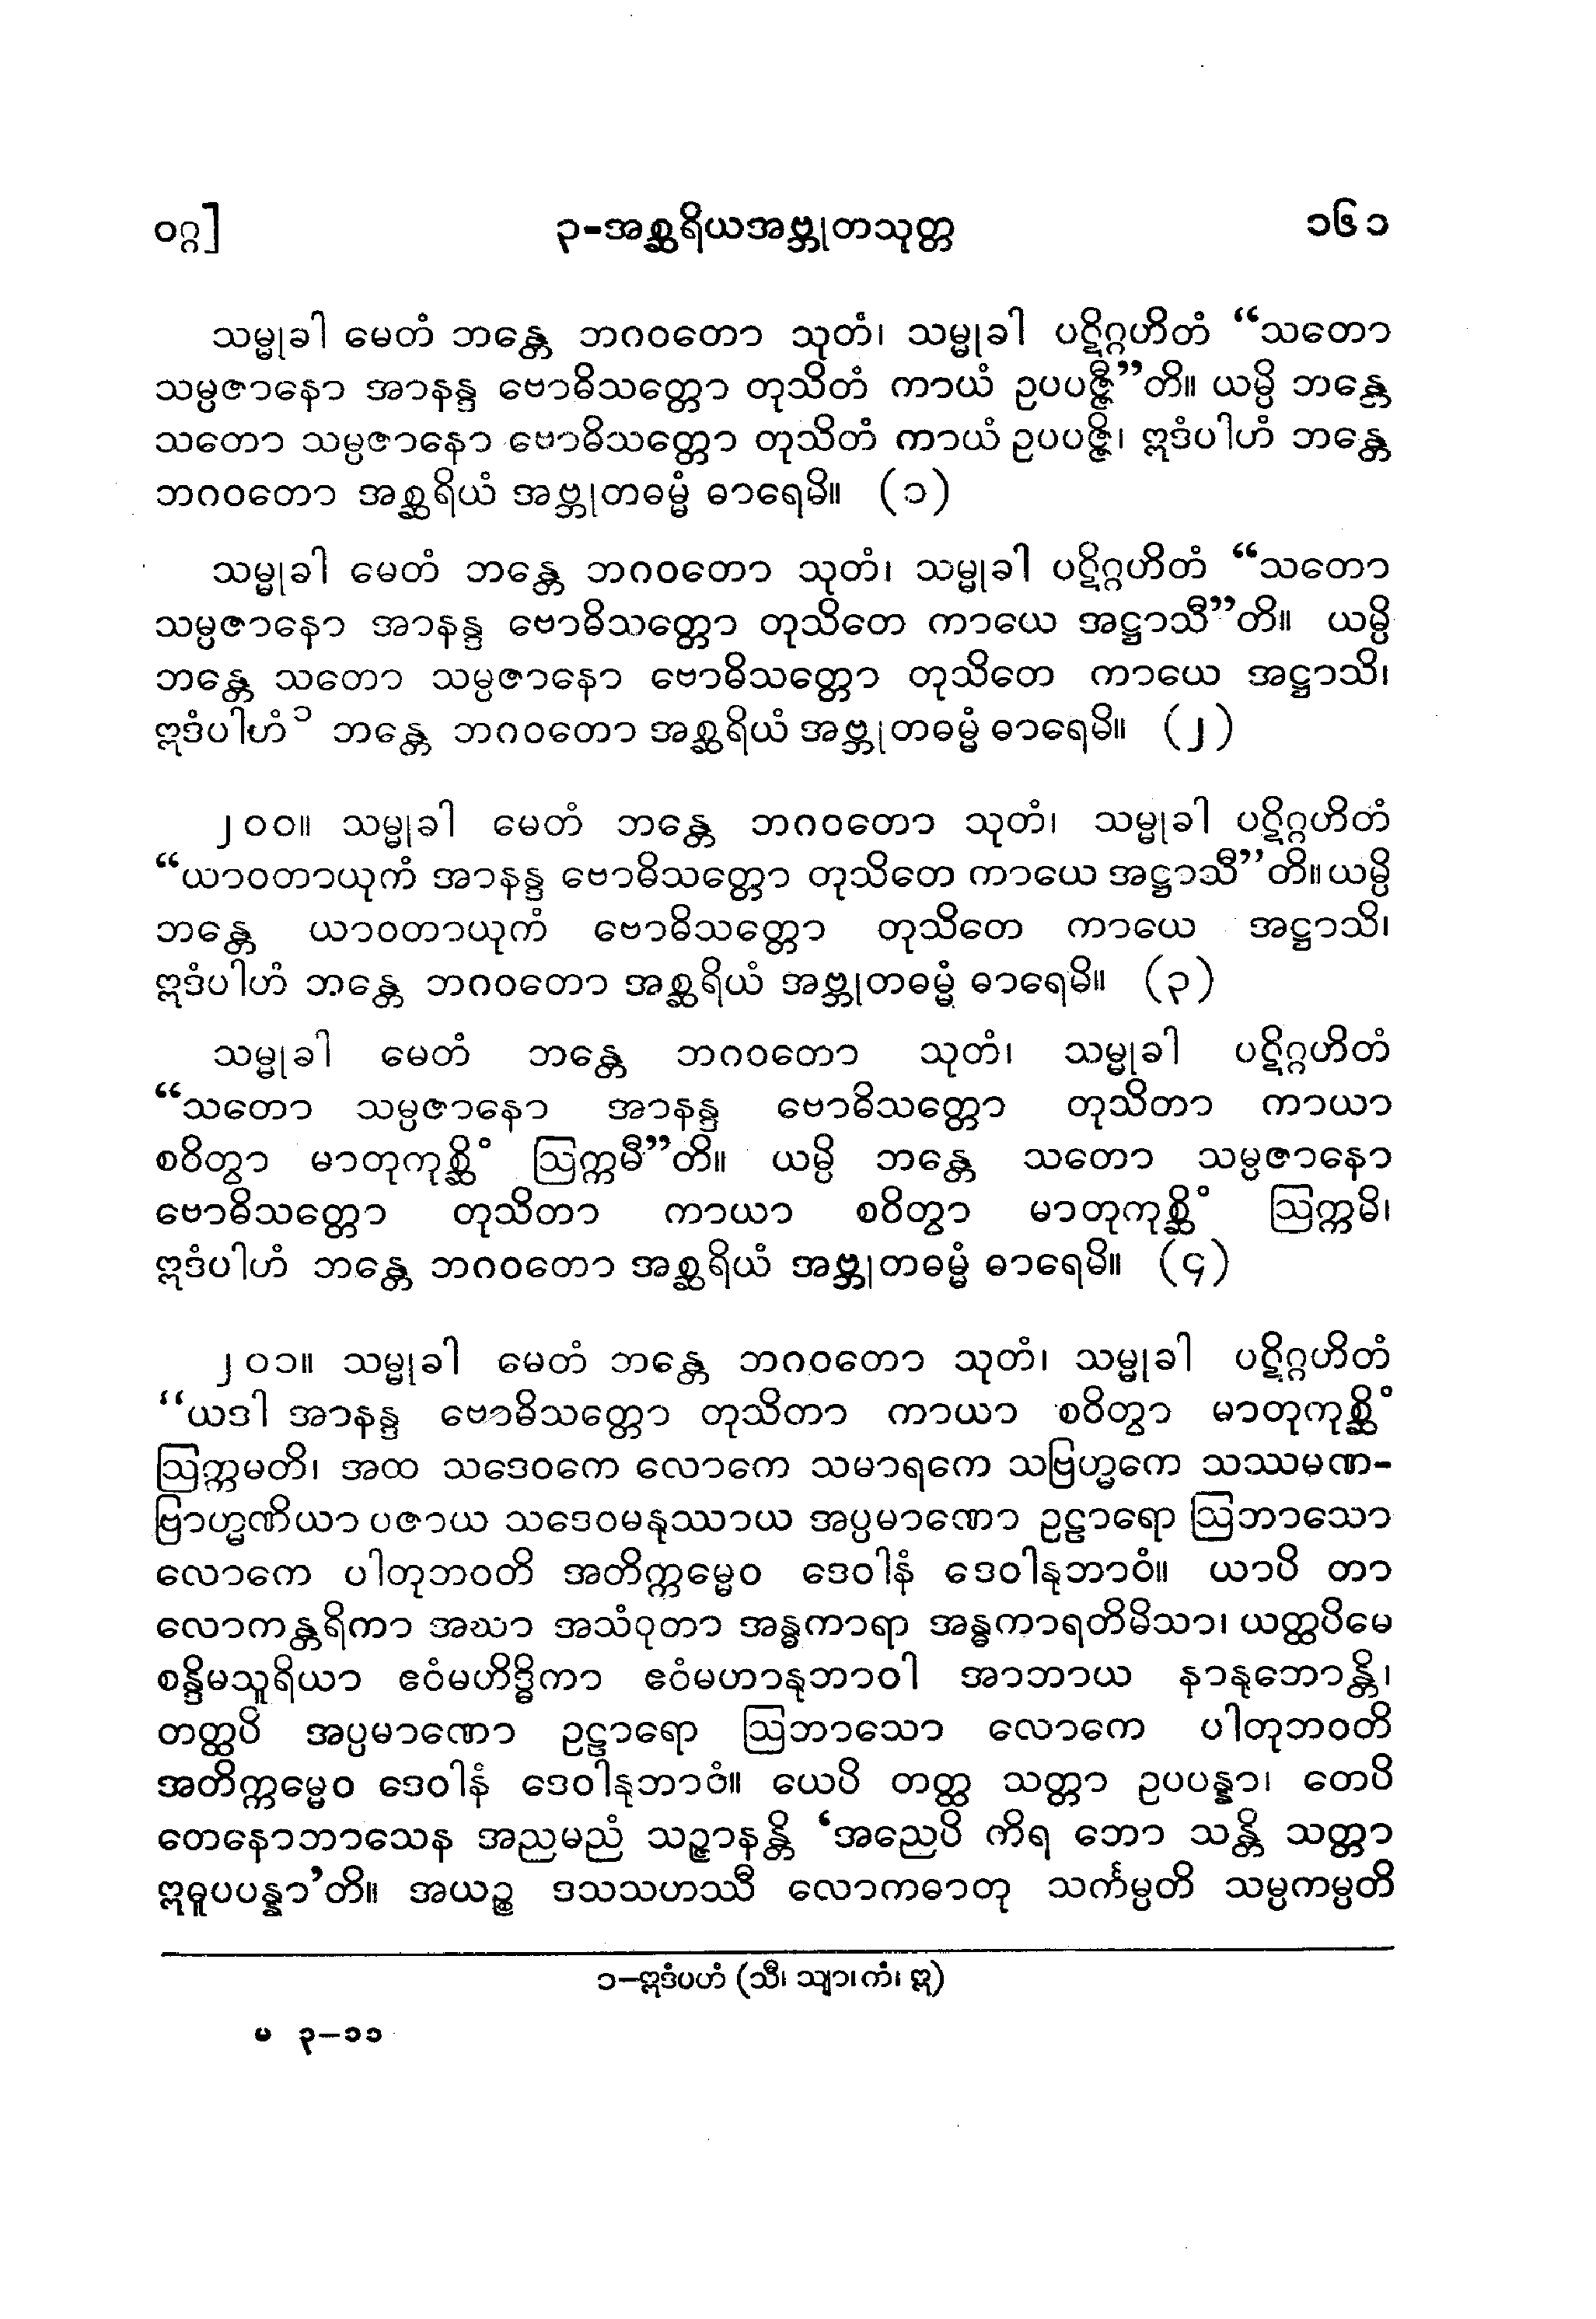 ဝဂ္ဂ]
၃-အစ္ဆရိယအဗ္ဘုတသုတ္တ
၁၆၁
သမ္မုခါ မေတံ ဘန္တေ ဘဂဝတော သုတံ၊ သမ္မုခါ ပဋိဂ္ဂဟိတံ “သတော
သမ္ပဇာနော အာနန္ဒ ဗောဓိသတ္တော တုသိတံ ကာယံ ဥပပဇ္ဇီ”တိ။ ယမ္ပိ ဘန္တေ
သတော သမ္ပဇာနော ဗောဓိသတ္တော တုသိတံ ကာယံ ဥပပဇ္ဇိ၊ ဣဒံပါဟံ ဘန္တေ
ဘဂဝတော အစ္ဆရိယံ အဗ္ဘုတဓမ္မံ ဓာရေမိ။ (၁)
သမ္မုခါ မေတံ ဘန္တေ ဘဂဝတော သုတံ၊ သမ္မုခါ ပဋိဂ္ဂဟိတံ “သတော
သမ္ပဇာနော အာနန္ဒ ဗောဓိသတ္တော တုသိတေ ကာယေ အဋ္ဌာသီ”တိ။ ယမ္ပိ
ဘန္တေ သတော သမ္ပဇာနော ဗောဓိသတ္တော တုသိတေ ကာယေ အဋ္ဌာသိ၊
ဣဒံပါဟံ၁ ဘန္တေ ဘဂဝတော အစ္ဆရိယံ အဗ္ဘုတဓမ္မံ ဓာရေမိ။ (၂)
၂၀၀။ သမ္မုခါ မေတံ ဘန္တေ ဘဂဝတော သုတံ၊ သမ္မုခါ ပဋိဂ္ဂဟိတံ
“ယာဝတာယုကံ အာနန္ဒ ဗောဓိသတ္တော တုသိတေ ကာယေ အဋ္ဌာသီ”တိ။ ယမ္ပိ
ဘန္တေ ယာဝတာယုကံ ဗောဓိသတ္တော တုသိတေ ကာယေ အဋ္ဌာသိ၊
ဣဒံပါဟံ ဘန္တေ ဘဂဝတော အစ္ဆရိယံ အဗ္ဘုတဓမ္မံ ဓာရေမိ။ (၃)
သမ္မုခါ မေတံ ဘန္တေ ဘဂဝတော သုတံ၊ သမ္မုခါ ပဋိဂ္ဂဟိတံ
“သတော သမ္ပဇာနော အာနန္ဒ ဗောဓိသတ္တော တုသိတာ ကာယာ
စဝိတွာ မာတုကုစ္ဆိံ ဩက္ကမီ”တိ။ ယမ္ပိ ဘန္တေ သတော သမ္ပဇာနော
ဗောဓိသတ္တော တုသိတာ ကာယာ စဝိတွာ မာတုကုစ္ဆိံ ဩက္ကမိ၊
ဣဒံပါဟံ ဘန္တေ ဘဂဝတော အစ္ဆရိယံ အဗ္ဘုတဓမ္မံ ဓာရေမိ။ (၄)
၂၀၁။ သမ္မုခါ မေတံ ဘန္တေ ဘဂဝတော သုတံ၊ သမ္မုခါ ပဋိဂ္ဂဟိတံ
“ယဒါ အာနန္ဒ ဗောဓိသတ္တော တုသိတာ ကာယာ စဝိတွာ မာတုကုစ္ဆိံ
ဩက္ကမတိ၊ အထ သဒေဝကေ လောကေ သမာရကေ သဗြဟ္မကေ သဿမဏ-
ဗြာဟ္မဏိယာ ပဇာယ သဒေဝမနုဿာယ အပ္ပမာဏော ဥဠာရော ဩဘာသော
လောကေ ပါတုဘဝတိ အတိက္ကမ္မေဝ ဒေဝါနံ ဒေဝါနုဘာဝံ။ ယာပိ တာ
လောကန္တရိကာ အဃာ အသံဝုတာ အန္ဓကာရာ အန္ဓကာရတိမိသာ၊ ယတ္ထပိမေ
စန္ဒိမသူရိယာ ဧဝံမဟိဒ္ဓိကာ ဧဝံမဟာနုဘာဝါ အာဘာယ နာနုဘောန္တိ၊
တတ္ထပိ အပ္ပမာဏော ဥဠာရော ဩဘာသော လောကေ ပါတုဘဝတိ
အတိက္ကမ္မေဝ ဒေဝါနံ ဒေဝါနုဘာဝံ။ ယေပိ တတ္ထ သတ္တာ ဥပပန္နာ၊ တေပိ
တေနောဘာသေန အညမညံ သဉ္ဇာနန္တိ ‘အညေပိ ကိရ ဘော သန္တိ သတ္တာ
ဣဓူပပန္နာ’တိ။ အယဉ္စ ဒသသဟဿီ လောကဓာတု သင်္ကမ္ပတိ သမ္ပကမ္ပတိ
၁–ဣဒံပဟံ (သီ၊ သျာ၊ ကံ၊ ဣ)
မ ၃–၁၁